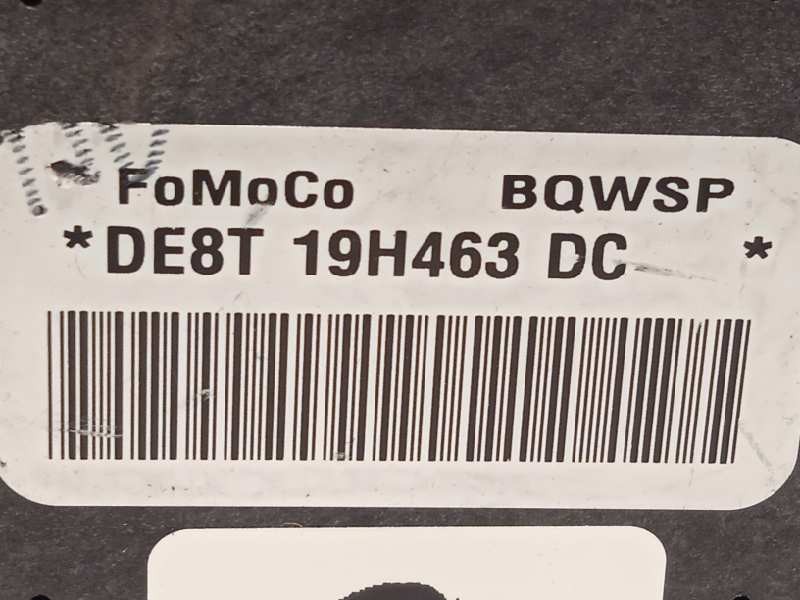 FoMoCo BQWSP
*DE8T 19H463 DC *